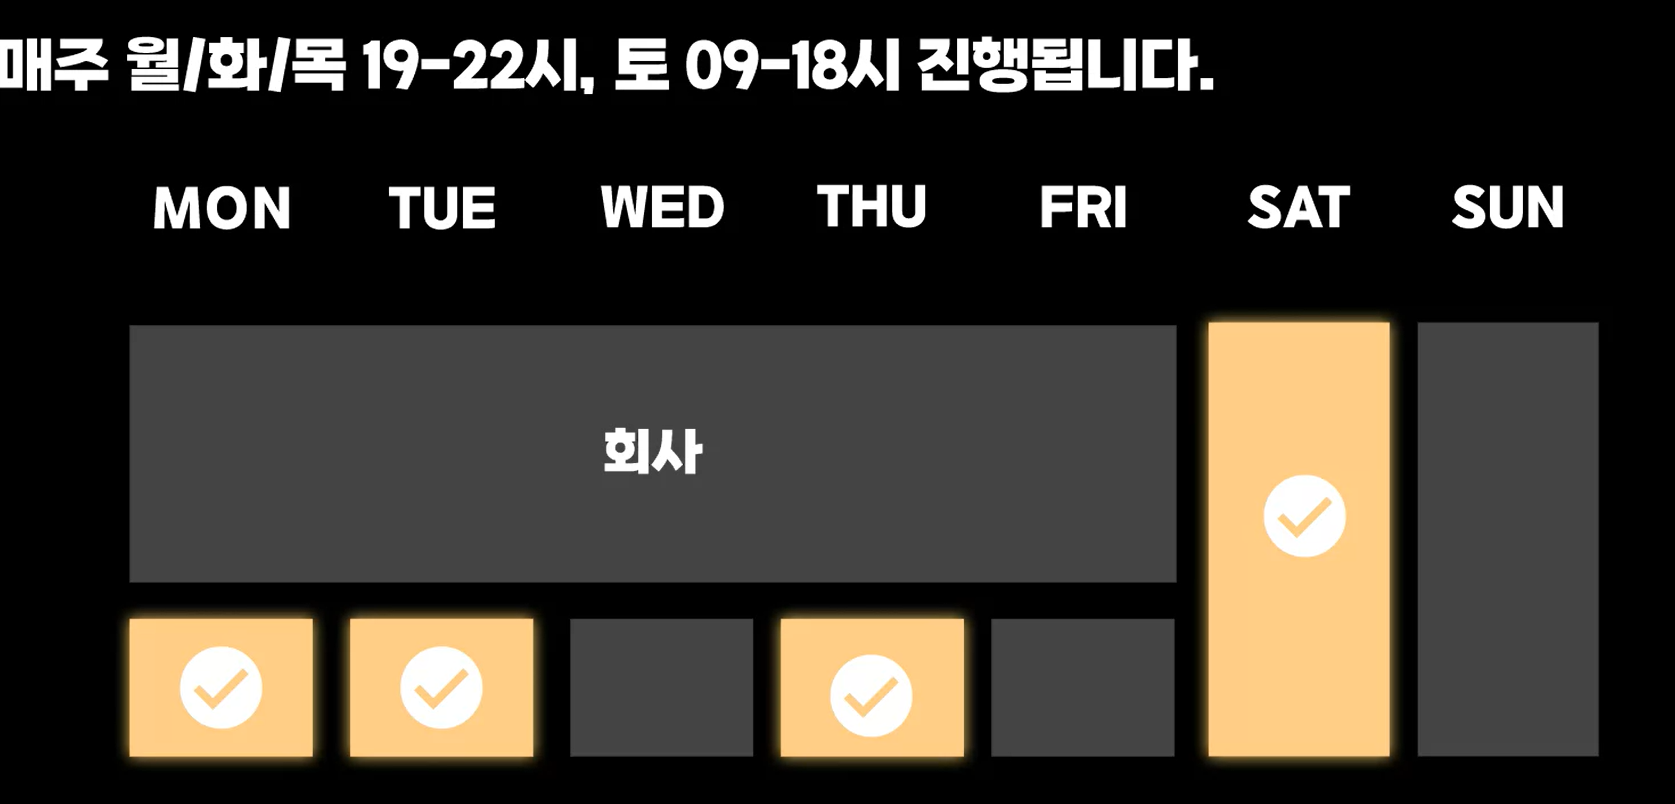 매주 월/화/목 19-22시, 토 09-18시 진행됩니다.
MON TUE WED THU FRI SAT SUN
회사